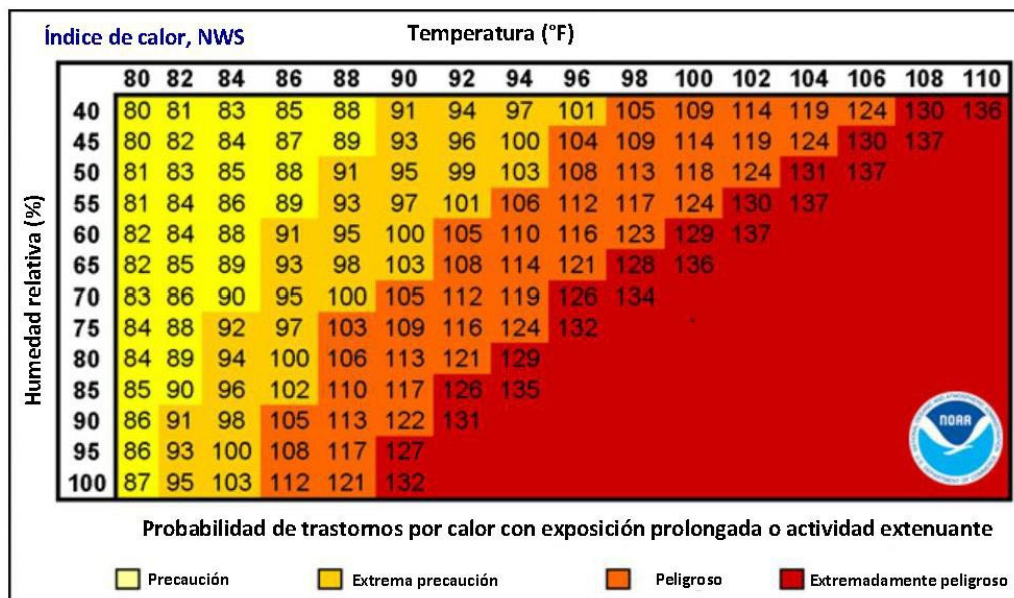 Índice de calor, NWS
Temperatura (°F)
80 82 84 86 88 90 92 94 96 98 100 102 104 106 108 110
Humedad relativa (%)
40 80 81 83 85 88 91 94 97 101 105 109 114 119 124 130 136
45 80 82 84 87 89 93 96 100 104 109 114 119 124 130 137
50 81 83 85 88 91 95 99 103 108 113 118 124 131 137
55 81 84 86 89 93 97 101 106 112 117 124 130 137
60 82 84 88 91 95 100 105 110 116 123 129 137
65 82 85 89 93 98 103 108 114 121 128 136
70 83 86 90 95 100 105 112 119 126 134
75 84 88 92 97 103 109 116 124 132
80 84 89 94 100 106 113 121 129
85 85 90 96 102 110 117 126 135
90 86 91 98 105 113 122 131
95 86 93 100 108 117 127
100 87 95 103 112 121 132
NOAA
Probabilidad de trastornos por calor con exposición prolongada o actividad extenuante
Precaución
Extrema precaución
Peligroso
Extremadamente peligroso